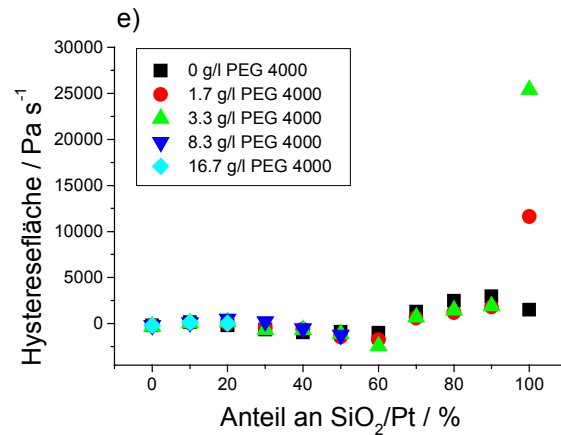 e)
30000
25000
20000
15000
10000
5000
0
Hysteresefläche / Pa s⁻¹
0 g/l PEG 4000
1.7 g/l PEG 4000
3.3 g/l PEG 4000
8.3 g/l PEG 4000
16.7 g/l PEG 4000
0 20 40 60 80 100
Anteil an SiO₂/Pt / %